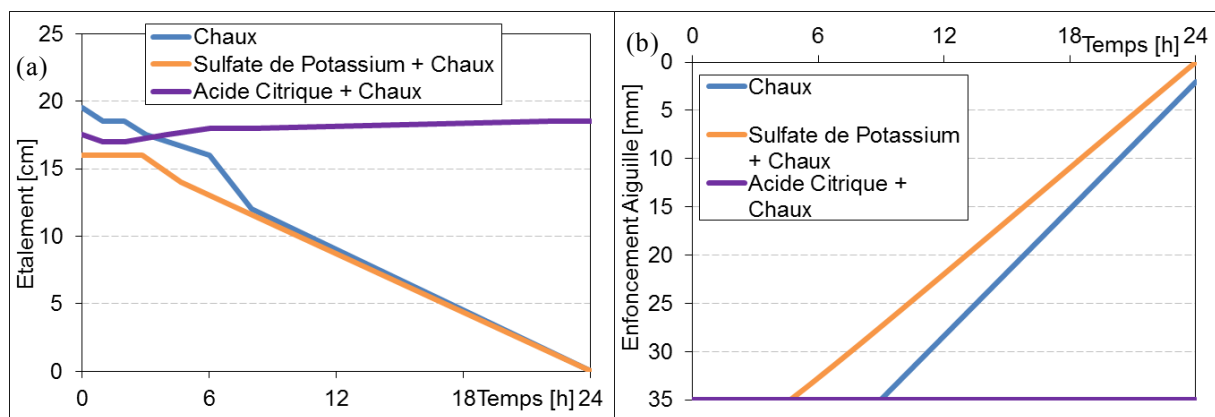 (a)
Chaux
Sulfate de Potassium + Chaux
Acide Citrique + Chaux
Etalement [cm]
25
20
15
10
5
0
0 6 12 18 Temps [h] 24
(b)
0 6 12 18 Temps [h] 24
Enfoncement Aiguille [mm]
0
5
10
15
20
25
30
35
Chaux
Sulfate de Potassium
+ Chaux
Acide Citrique +
Chaux